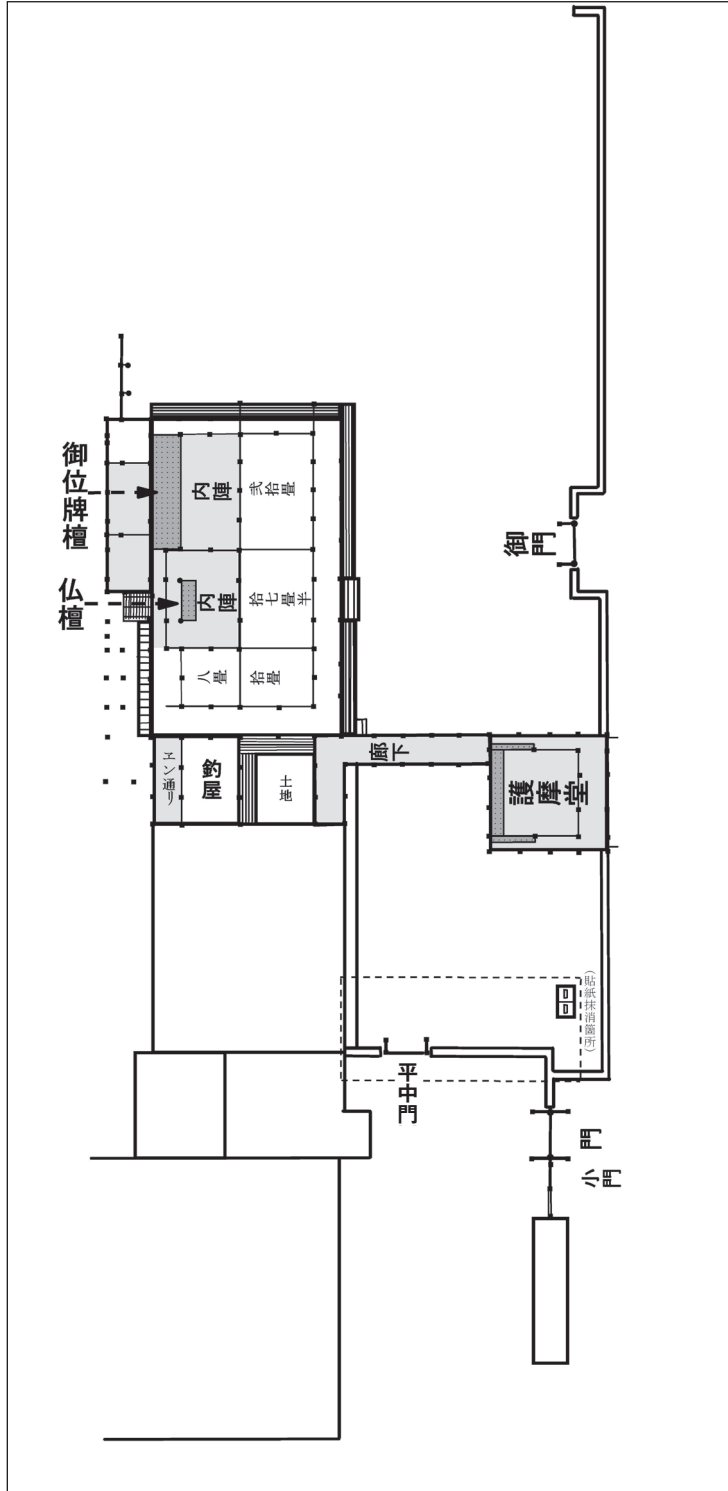 御位牌檀
仏檀
内陣
弐拾畳
内陣
拾七畳半
八畳
拾畳
御門
ヱン通り
釣屋
土地
廊下
護摩堂
(貼紙抹消箇所)
平中門
門
小門